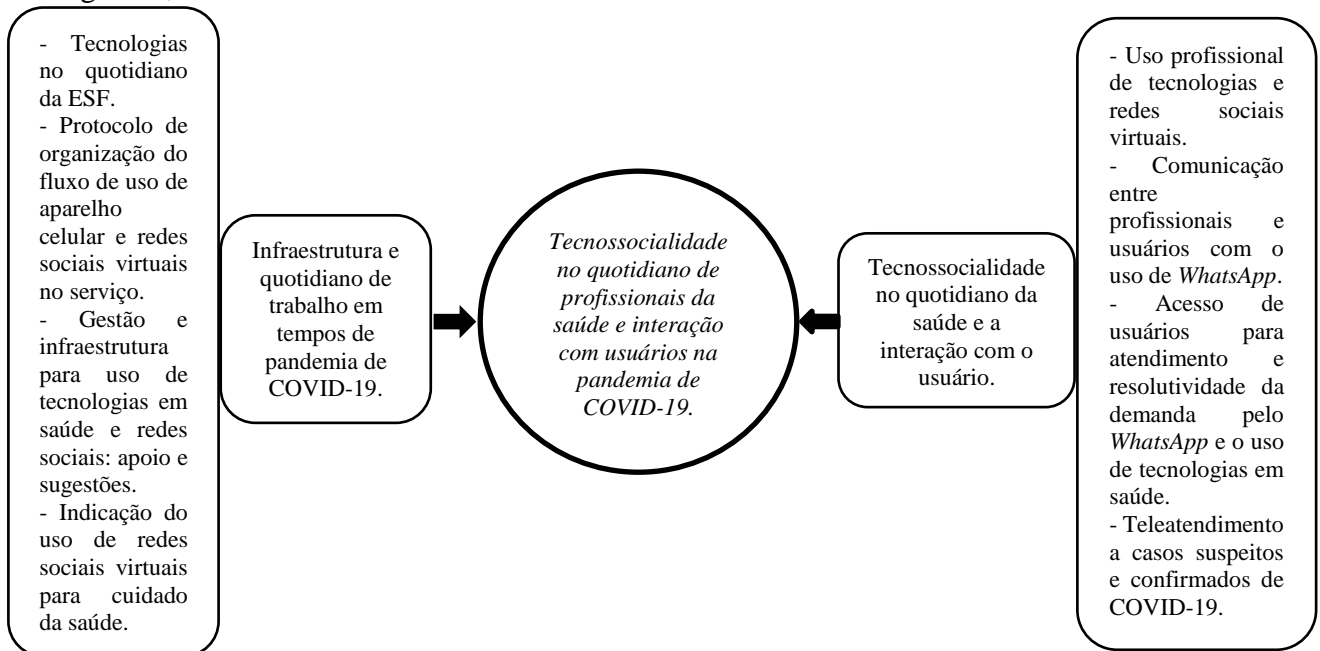 - Tecnologias
no quotidiano
da ESF.
- Protocolo de
organização do
fluxo de uso de
aparelho
celular e redes
sociais virtuais
no serviço.
- Gestão e
infraestrutura
para uso de
tecnologias em
saúde e redes
sociais: apoio e
sugestões.
- Indicação do
uso de redes
sociais virtuais
para cuidado
da saúde.
Infraestrutura e
quotidiano de
trabalho em
tempos de
pandemia de
COVID-19.
Tecnossocialidade
no quotidiano de
profissionais da
saúde e interação
com usuários na
pandemia de
COVID-19.
Tecnossocialidade
no quotidiano da
saúde e a
interação com o
usuário.
- Uso profissional
de tecnologias e
redes sociais
virtuais.
- Comunicação
entre
profissionais e
usuários com o
uso de WhatsApp.
- Acesso de
usuários para
atendimento e
resolutividade da
demanda pelo
WhatsApp e o uso
de tecnologias em
saúde.
- Teleatendimento
a casos suspeitos
e confirmados de
COVID-19.